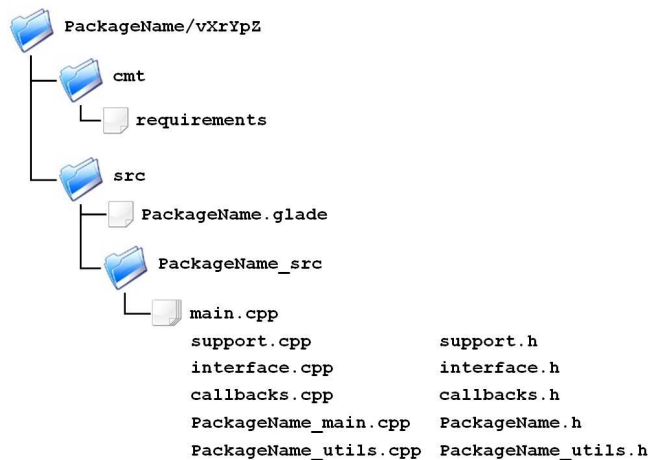 PackageName/vXrYpZ
cmt
requirements
src
PackageName.glade
PackageName_src
main.cpp
support.cpp support.h
interface.cpp interface.h
callbacks.cpp callbacks.h
PackageName_main.cpp PackageName.h
PackageName_utils.cpp PackageName_utils.h